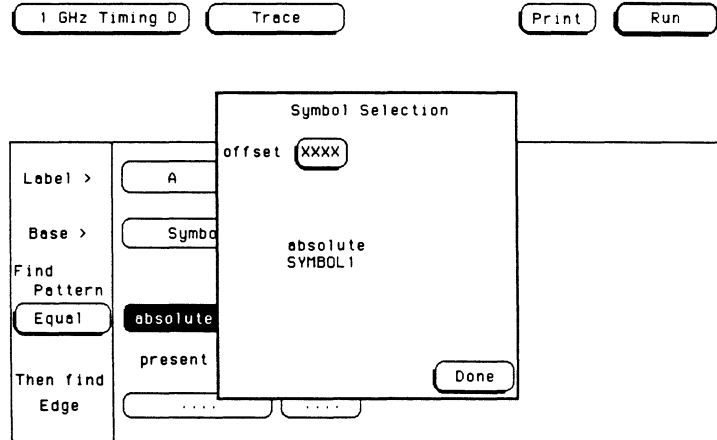 1 GHz Timing D Trace Print Run
Symbol Selection
offset XXXX
Label > A
Base > Symbo
absolute
SYMBOL1
Find
Pattern
Equal absolute
present
Done
Then find
Edge .... ....